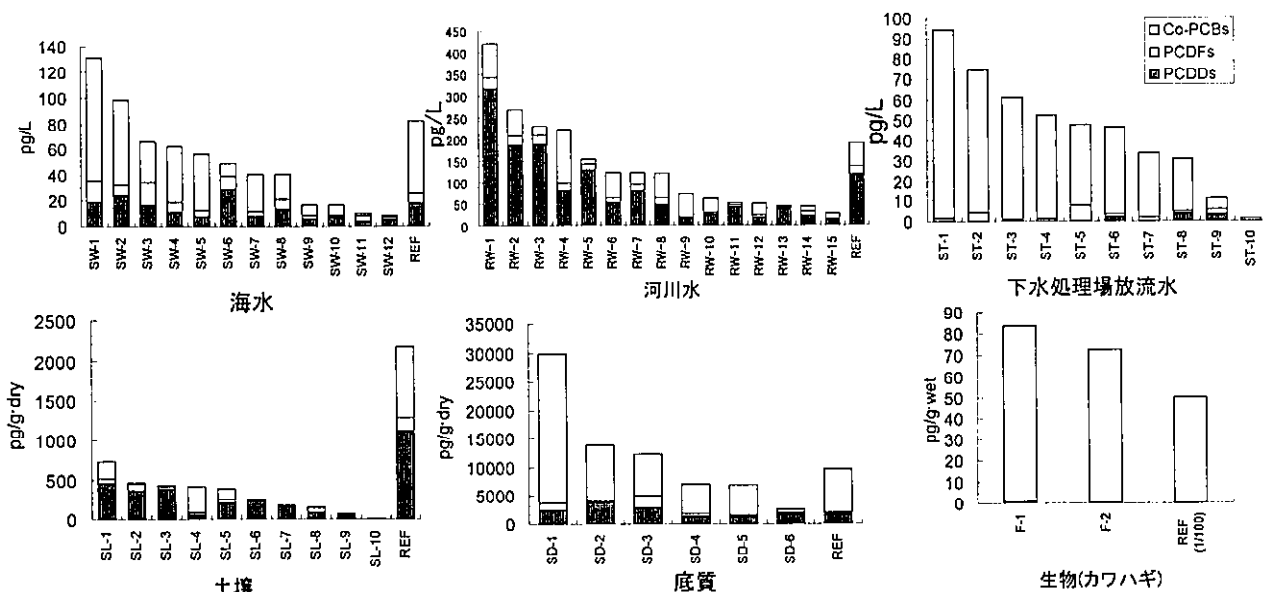 140
120
100
80
60
40
20
0
pg/L
SW-1
SW-2
SW-3
SW-4
SW-5
SW-6
SW-7
SW-8
SW-9
SW-10
SW-11
SW-12
REF
海水
450
400
350
300
250
200
150
100
50
0
pg/L
RW-1
RW-2
RW-3
RW-4
RW-5
RW-6
RW-7
RW-8
RW-9
RW-10
RW-11
RW-12
RW-13
RW-14
RW-15
REF
河川水
100
90
80
70
60
50
40
30
20
10
0
pg/L
Co-PCBs
PCDFs
PCDDs
ST-1
ST-2
ST-3
ST-4
ST-5
ST-6
ST-7
ST-8
ST-9
ST-10
下水処理場放流水
2500
2000
1500
1000
500
0
pg/g·dry
SL-1
SL-2
SL-3
SL-4
SL-5
SL-6
SL-7
SL-8
SL-9
SL-10
REF
土壌
35000
30000
25000
20000
15000
10000
5000
0
pg/g·dry
SD-1
SD-2
SD-3
SD-4
SD-5
SD-6
REF
底質
90
80
70
60
50
40
30
20
10
0
pg/g·wet
F-1
F-2
REF
(1/100)
生物(カワハギ)